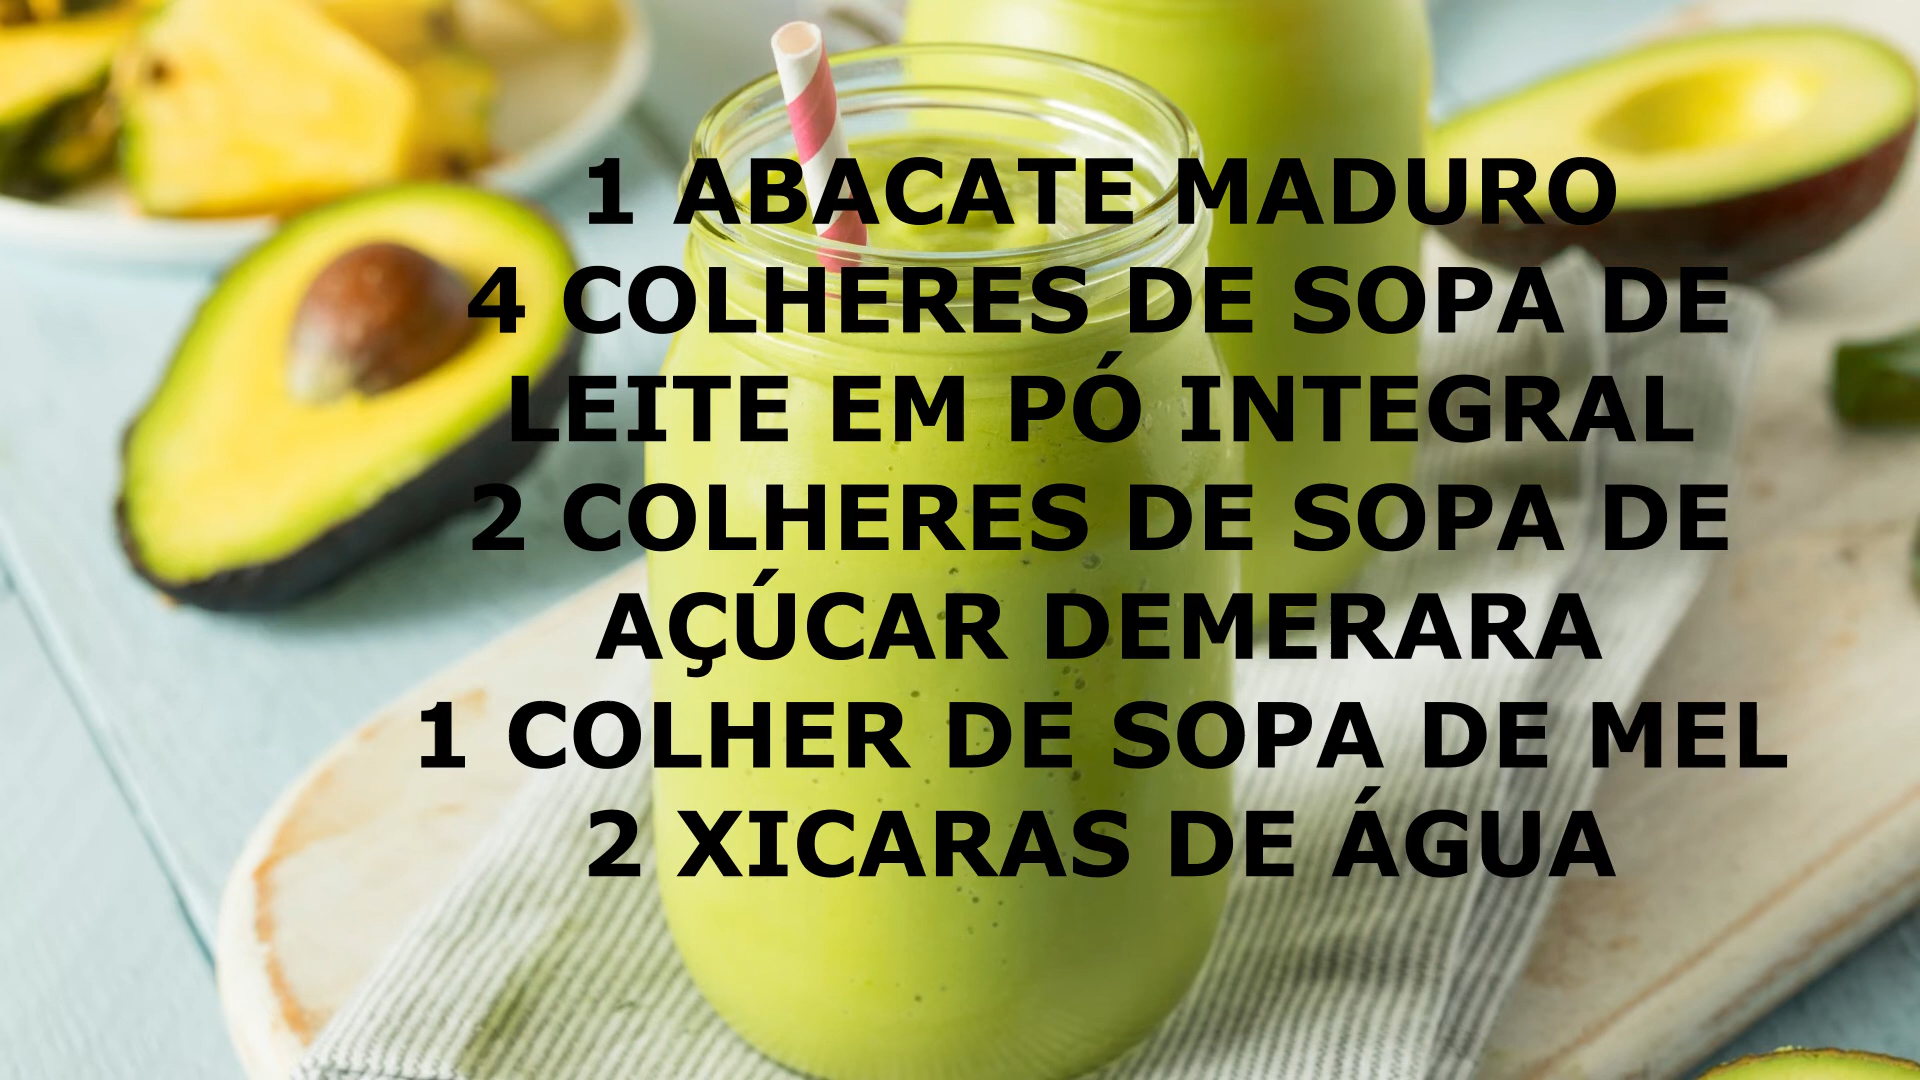 1 ABACATE MADURO
4 COLHERES DE SOPA DE
LEITE EM PÓ INTEGRAL
2 COLHERES DE SOPA DE
AÇÚCAR DEMERARA
1 COLHER DE SOPA DE MEL
2 XICARAS DE ÁGUA